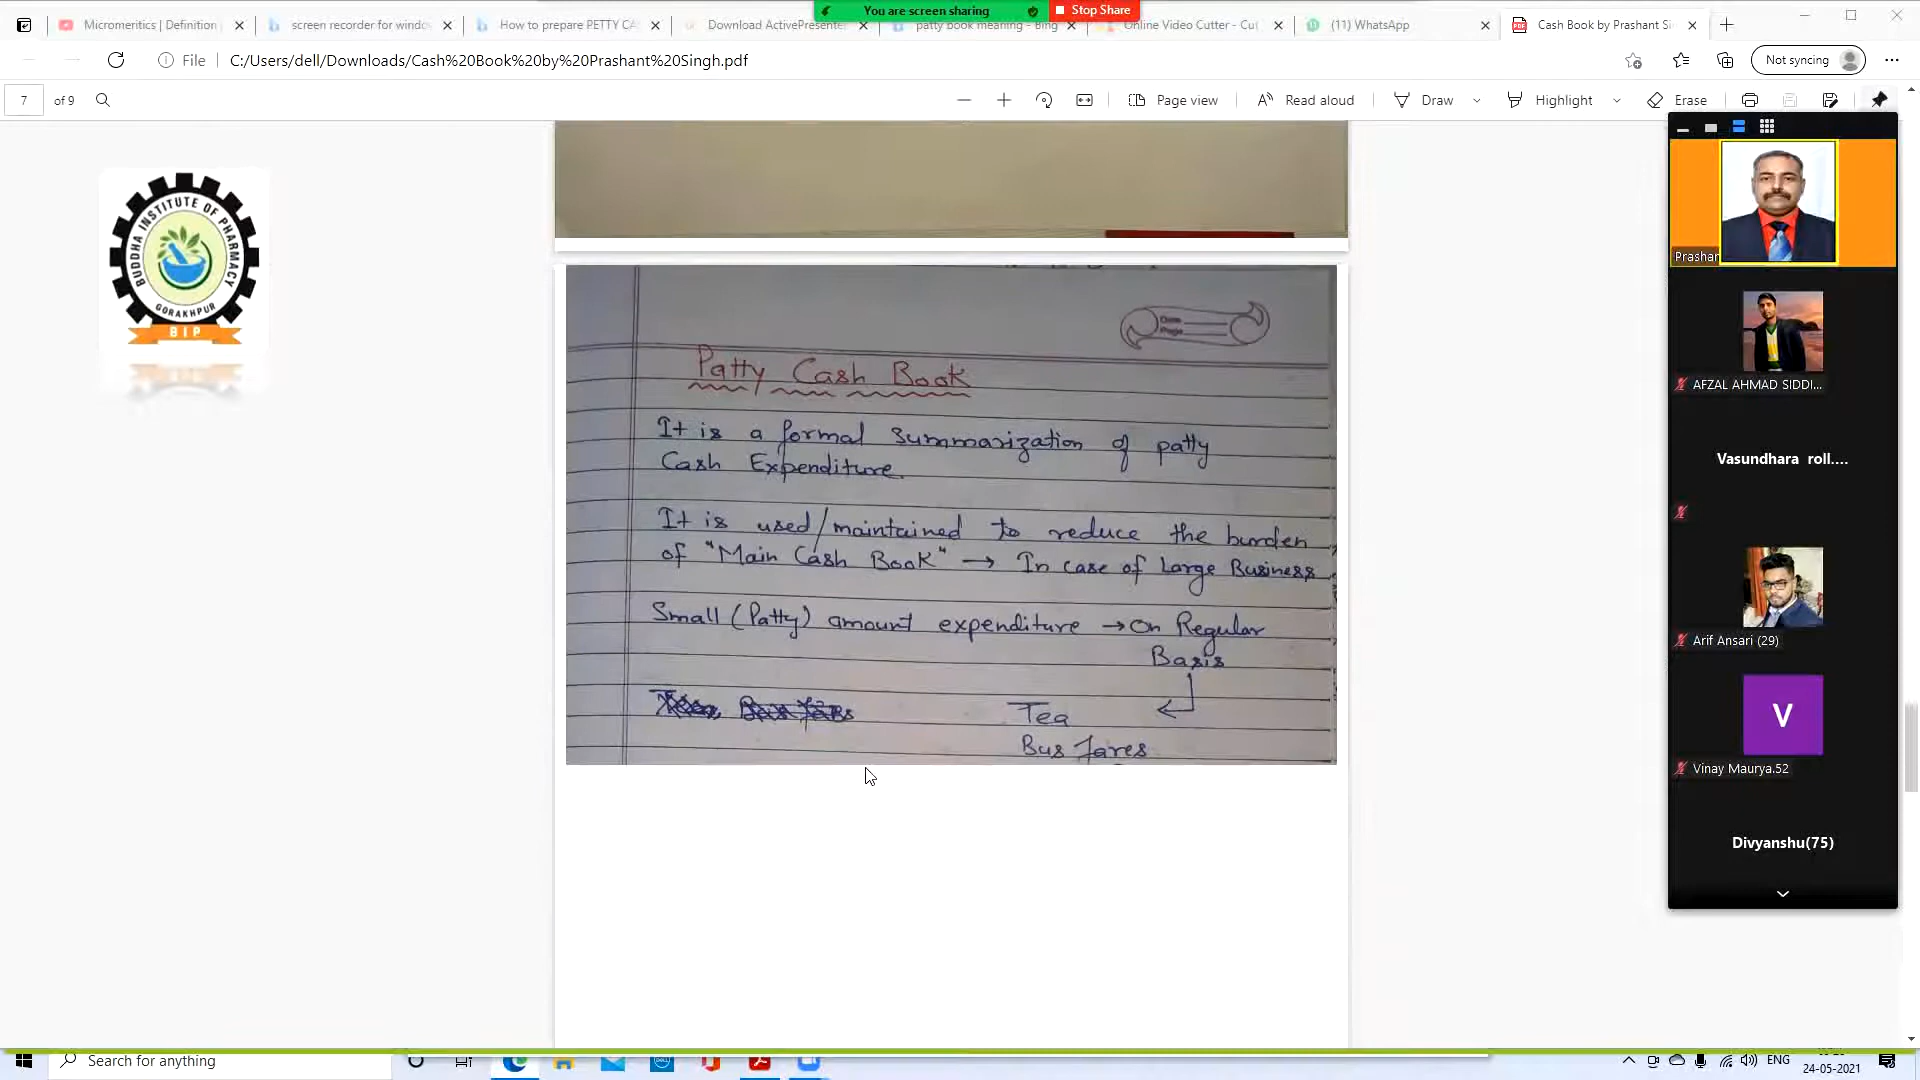 Micromeritics | Definition
screen recorder for windo
How to prepare PETTY CA
Download ActivePresente
patty book meaning - Bing
Online Video Cutter - Cut
(11) WhatsApp
Cash Book by Prashant Si
You are screen sharing
Stop Share
File
C:/Users/dell/Downloads/Cash%20Book%20by%20Prashant%20Singh.pdf
Not syncing
7 of 9
Page view
Read aloud
Draw
Highlight
Erase
BUDDHA INSTITUTE OF PHARMACY
GORAKHPUR
BIP
Date
Page
Patty Cash Book
It is a formal summarization of patty
Cash Expenditure.
It is used/maintained to reduce the burden
of "Main Cash Book" → In case of Large Business
Small (Patty) amount expenditure → On Regular
Basis
Tea
Bus fares
Prashan
AFZAL AHMAD SIDDI...
Vasundhara roll....
Arif Ansari (29)
V
Vinay Maurya.52
Divyanshu(75)
Search for anything
ENG
24-05-2021